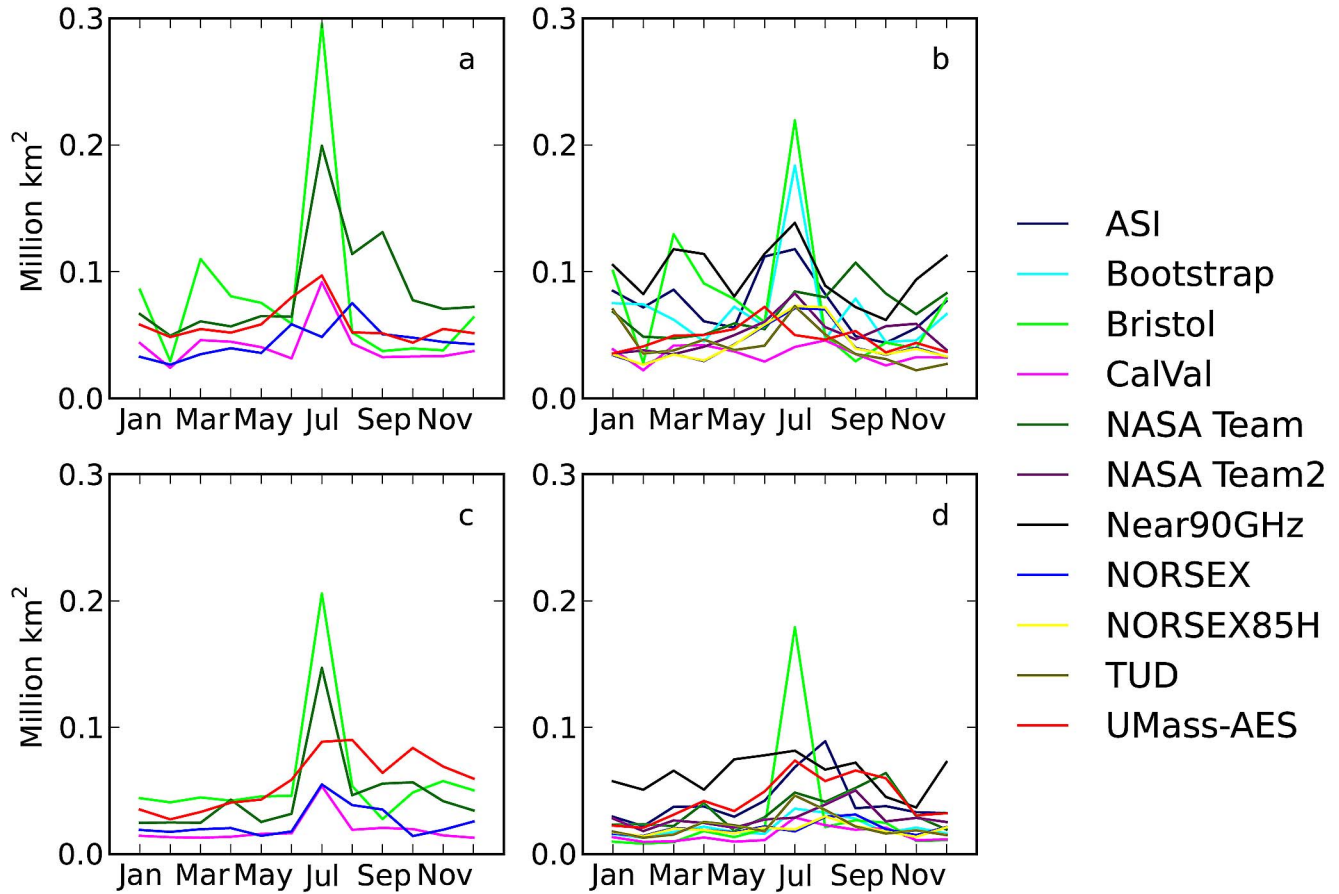 0.3
0.2
0.1
0.0
Million km²
a
Jan Mar May Jul Sep Nov
0.3
0.2
0.1
0.0
b
Jan Mar May Jul Sep Nov
0.3
0.2
0.1
0.0
Million km²
c
Jan Mar May Jul Sep Nov
0.3
0.2
0.1
0.0
d
Jan Mar May Jul Sep Nov
ASI
Bootstrap
Bristol
CalVal
NASA Team
NASA Team2
Near90GHz
NORSEX
NORSEX85H
TUD
UMass-AES